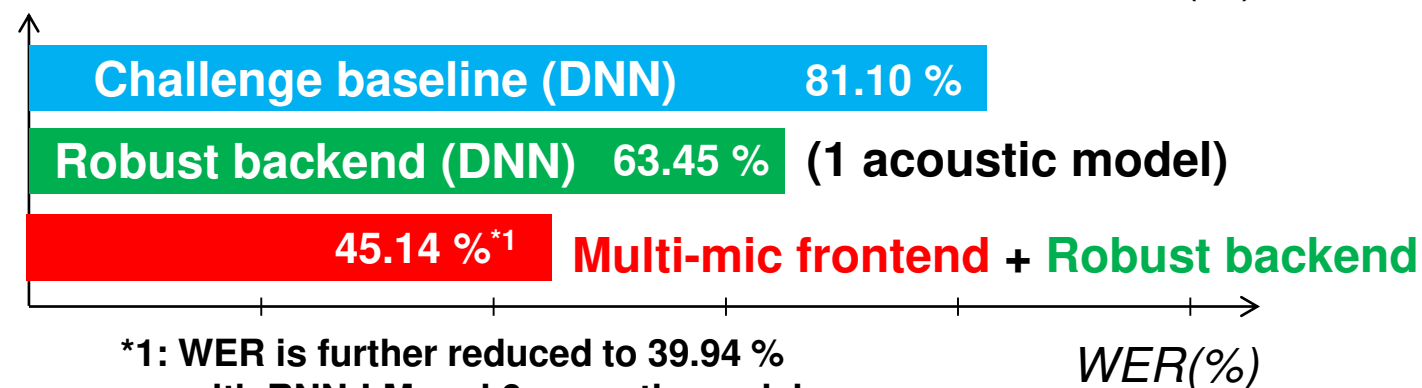 Challenge baseline (DNN) 81.10 %
Robust backend (DNN) 63.45 % (1 acoustic model)
45.14 %*1 Multi-mic frontend + Robust backend
*1: WER is further reduced to 39.94 %
WER(%)